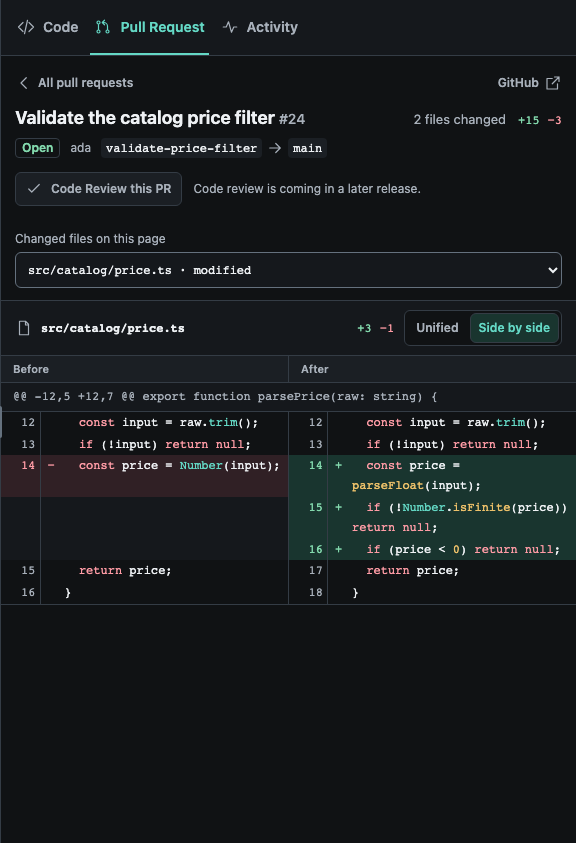 Code Pull Request Activity
All pull requests GitHub
Validate the catalog price filter #24 2 files changed +15 −3
Open ada validate-price-filter → main
Code Review this PR Code review is coming in a later release.
Changed files on this page
src/catalog/price.ts · modified
src/catalog/price.ts +3 −1 Unified Side by side
Before After
@@ -12,5 +12,7 @@ export function parsePrice(raw: string) {
12 const input = raw.trim(); 12 const input = raw.trim();
13 if (!input) return null; 13 if (!input) return null;
14 − const price = Number(input); 14 + const price =
parseFloat(input);
15 + if (!Number.isFinite(price))
return null;
16 + if (price < 0) return null;
15 return price; 17 return price;
16 } 18 }